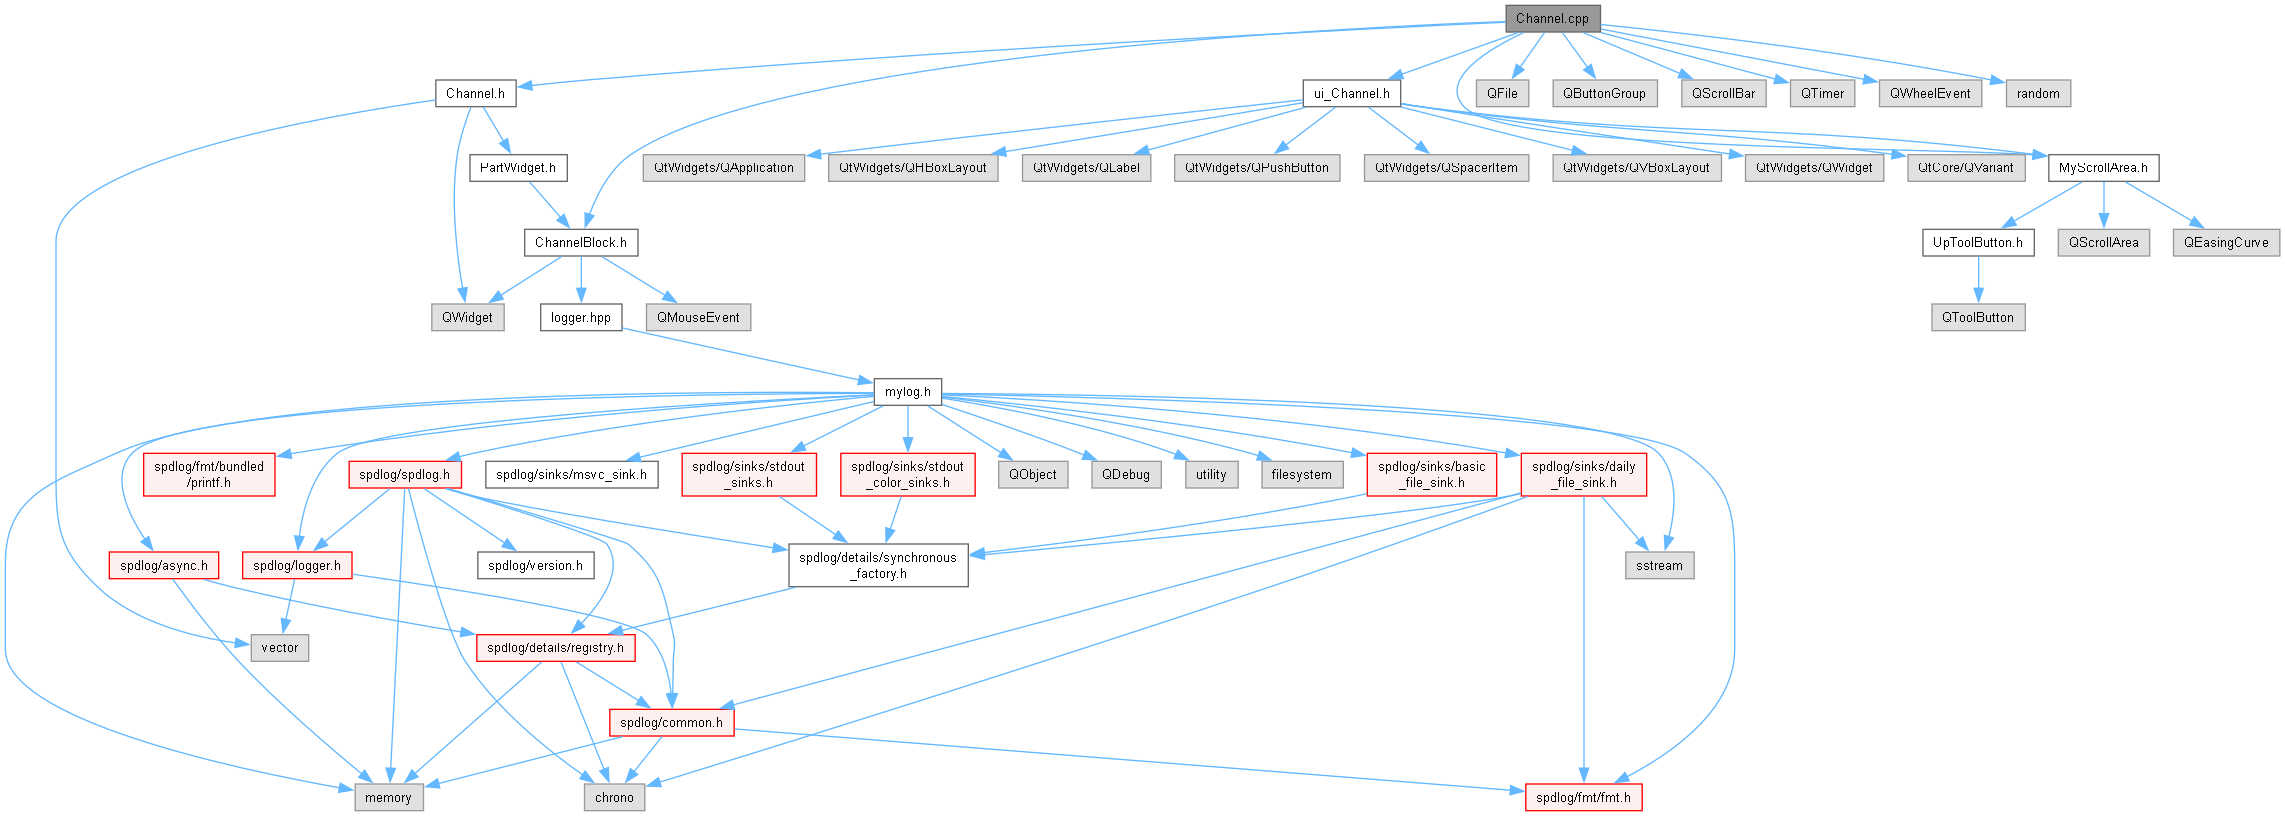 Channel.cpp
Channel.h
ui_Channel.h
QFile
QButtonGroup
QScrollBar
QTimer
QWheelEvent
random
PartWidget.h
QtWidgets/QApplication
QtWidgets/QHBoxLayout
QtWidgets/QLabel
QtWidgets/QPushButton
QtWidgets/QSpacerItem
QtWidgets/QVBoxLayout
QtWidgets/QWidget
QtCore/QVariant
MyScrollArea.h
ChannelBlock.h
UpToolButton.h
QScrollArea
QEasingCurve
QWidget
logger.hpp
QMouseEvent
QToolButton
mylog.h
spdlog/fmt/bundled
/printf.h
spdlog/spdlog.h
spdlog/sinks/msvc_sink.h
spdlog/sinks/stdout
_sinks.h
spdlog/sinks/stdout
_color_sinks.h
QObject
QDebug
utility
filesystem
spdlog/sinks/basic
_file_sink.h
spdlog/sinks/daily
_file_sink.h
spdlog/async.h
spdlog/logger.h
spdlog/version.h
spdlog/details/synchronous
_factory.h
sstream
vector
spdlog/details/registry.h
spdlog/common.h
memory
chrono
spdlog/fmt/fmt.h